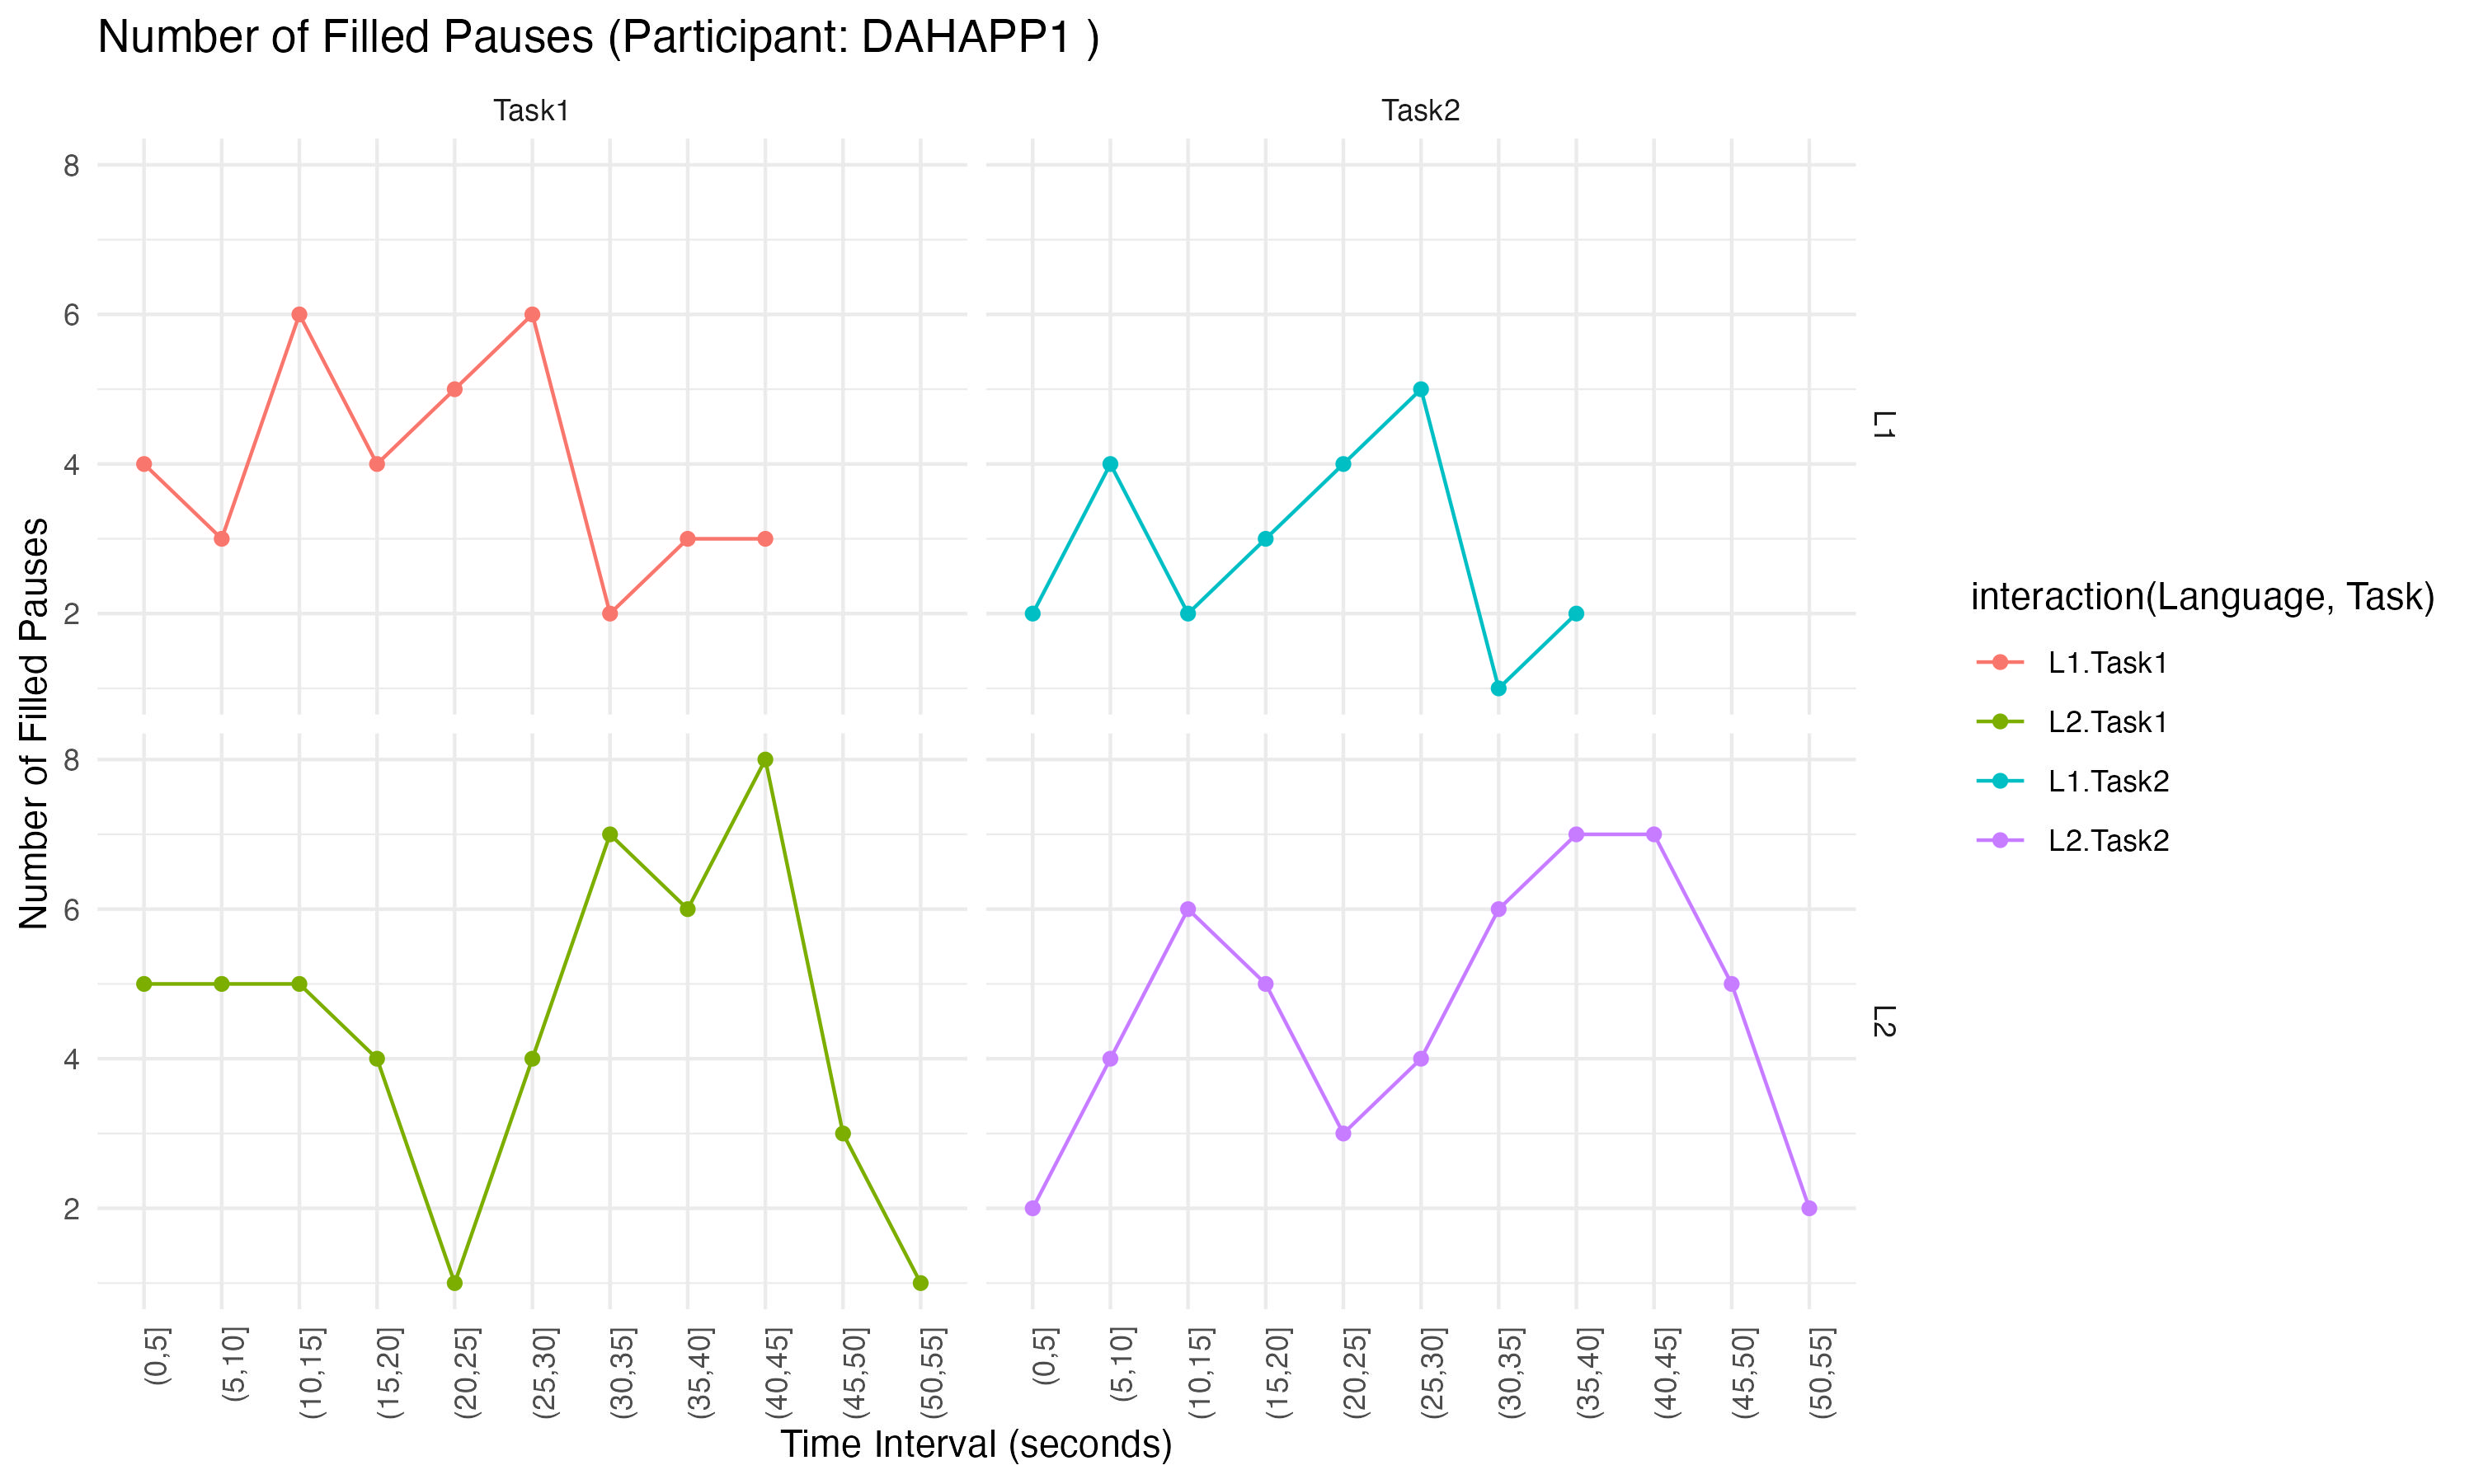 Number of Filled Pauses (Participant: DAHAPP1 )
Task1
Task2
8
6
4
2
L1
8
6
4
2
L2
Number of Filled Pauses
(0,5]
(5,10]
(10,15]
(15,20]
(20,25]
(25,30]
(30,35]
(35,40]
(40,45]
(45,50]
(50,55]
(0,5]
(5,10]
(10,15]
(15,20]
(20,25]
(25,30]
(30,35]
(35,40]
(40,45]
(45,50]
(50,55]
Time Interval (seconds)
interaction(Language, Task)
L1.Task1
L2.Task1
L1.Task2
L2.Task2